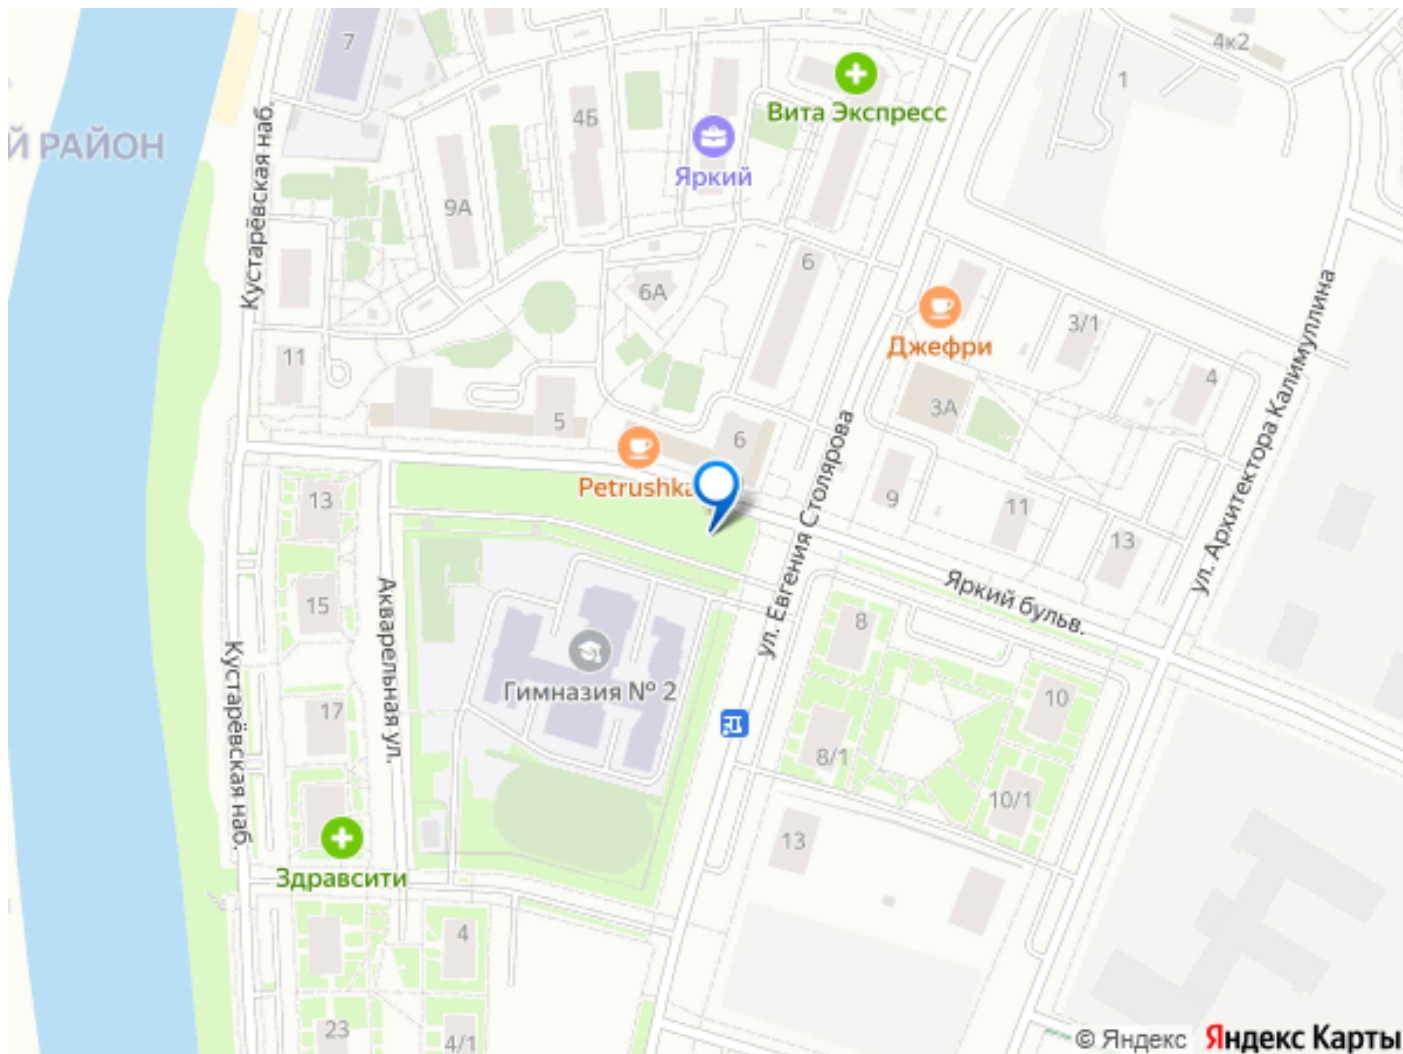 4к2
7
1
Вита Экспресс
4Б
Й РАЙОН
Яркий
Кустарёвская наб.
9А
6
6А
3/1
Джефри
11
4
3А
ул. Архитектора Калимуллина
5
6
Petrushka
ул. Евгения Столярова
13
9
11
13
Яркий бульв.
15
Акварельная ул.
8
Гимназия № 2
Кустарёвская наб.
17
10
8/1
10/1
13
Здравсити
4
23
4/1
© Яндекс Яндекс Карты